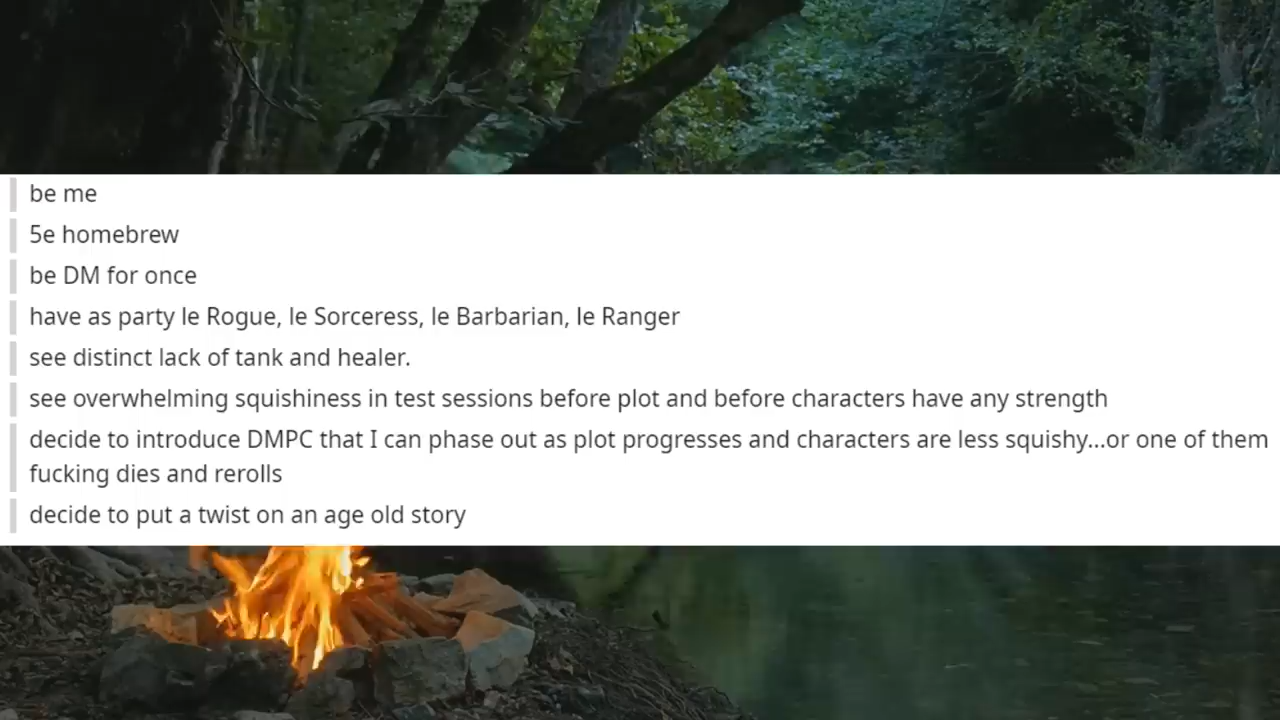 be me
5e homebrew
be DM for once
have as party le Rogue, le Sorceress, le Barbarian, le Ranger
see distinct lack of tank and healer.
see overwhelming squishiness in test sessions before plot and before characters have any strength
decide to introduce DMPC that I can phase out as plot progresses and characters are less squishy...or one of them
fucking dies and rerolls
decide to put a twist on an age old story